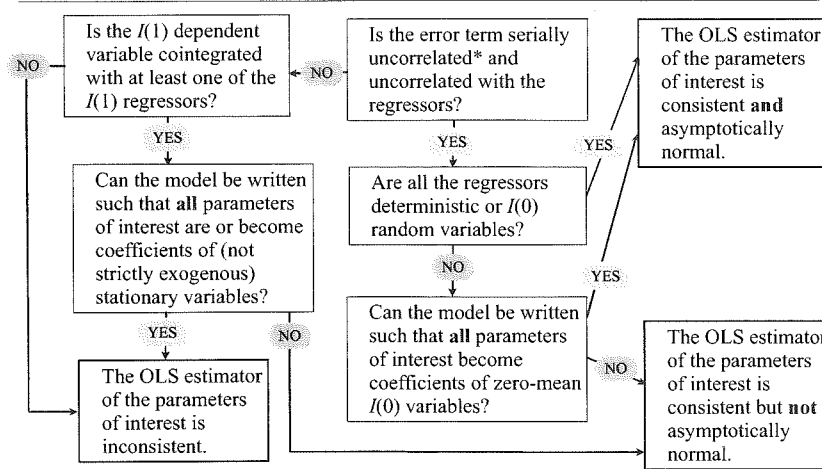 Is the I(1) dependent
variable cointegrated
with at least one of the
I(1) regressors?
NO
YES
Is the error term serially
uncorrelated* and
uncorrelated with the
regressors?
NO
YES
The OLS estimator
of the parameters
of interest is
consistent and
asymptotically
normal.
Can the model be written
such that all parameters
of interest are or become
coefficients of (not
strictly exogenous)
stationary variables?
YES
NO
Are all the regressors
deterministic or I(0)
random variables?
YES
NO
The OLS estimator
of the parameters
of interest is
inconsistent.
Can the model be written
such that all parameters
of interest become
coefficients of zero-mean
I(0) variables?
YES
NO
The OLS estimator
of the parameters
of interest is
consistent but not
asymptotically
normal.